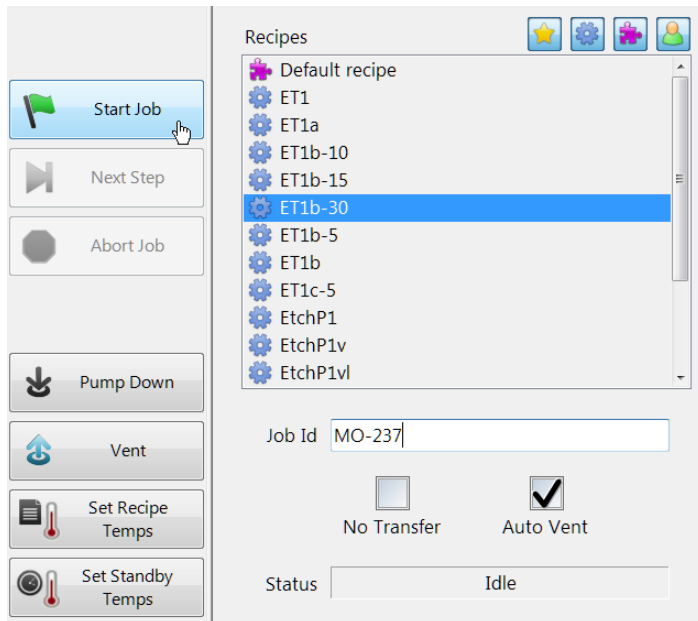 Recipes
Default recipe
ET1
ET1a
ET1b-10
ET1b-15
ET1b-30
ET1b-5
ET1b
ET1c-5
EtchP1
EtchP1v
EtchP1vl
Start Job
Next Step
Abort Job
Pump Down
Vent
Set Recipe
Temps
Set Standby
Temps
Job Id MO-237
No Transfer Auto Vent
Status Idle